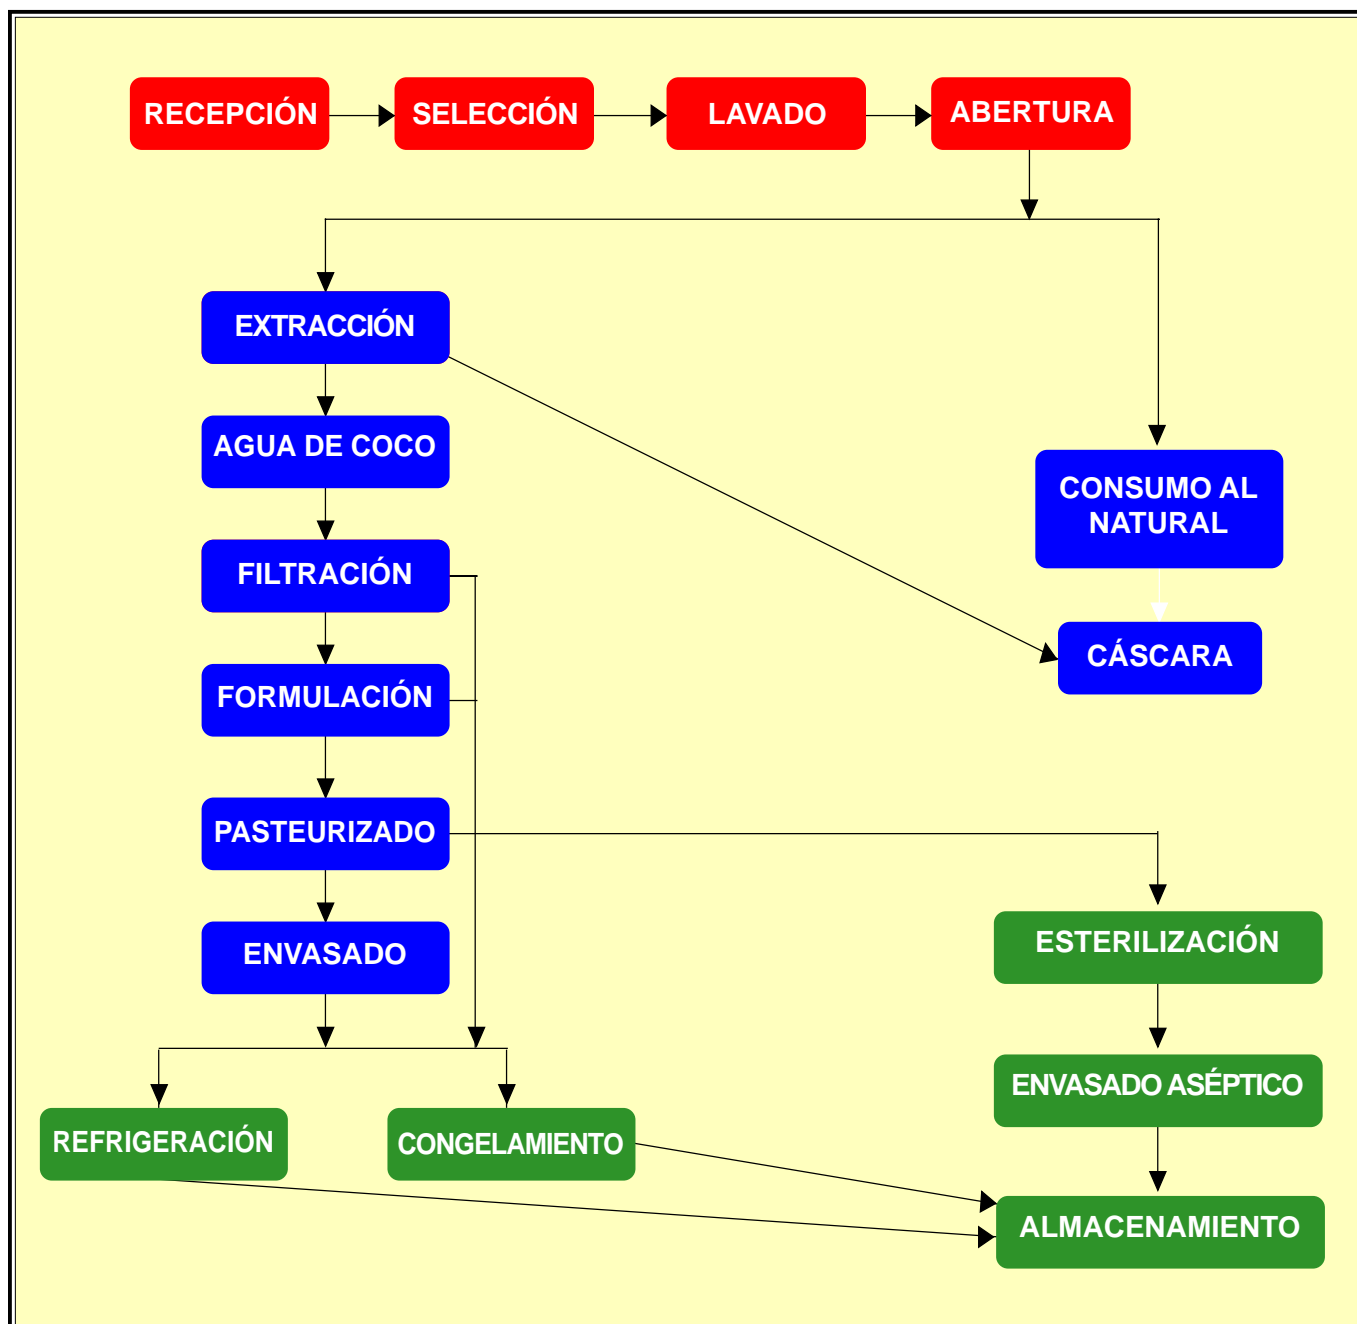 RECEPCIÓN
SELECCIÓN
LAVADO
ABERTURA
EXTRACCIÓN
AGUA DE COCO
CONSUMO AL
NATURAL
FILTRACIÓN
CÁSCARA
FORMULACIÓN
PASTEURIZADO
ENVASADO
ESTERILIZACIÓN
ENVASADO ASÉPTICO
REFRIGERACIÓN
CONGELAMIENTO
ALMACENAMIENTO